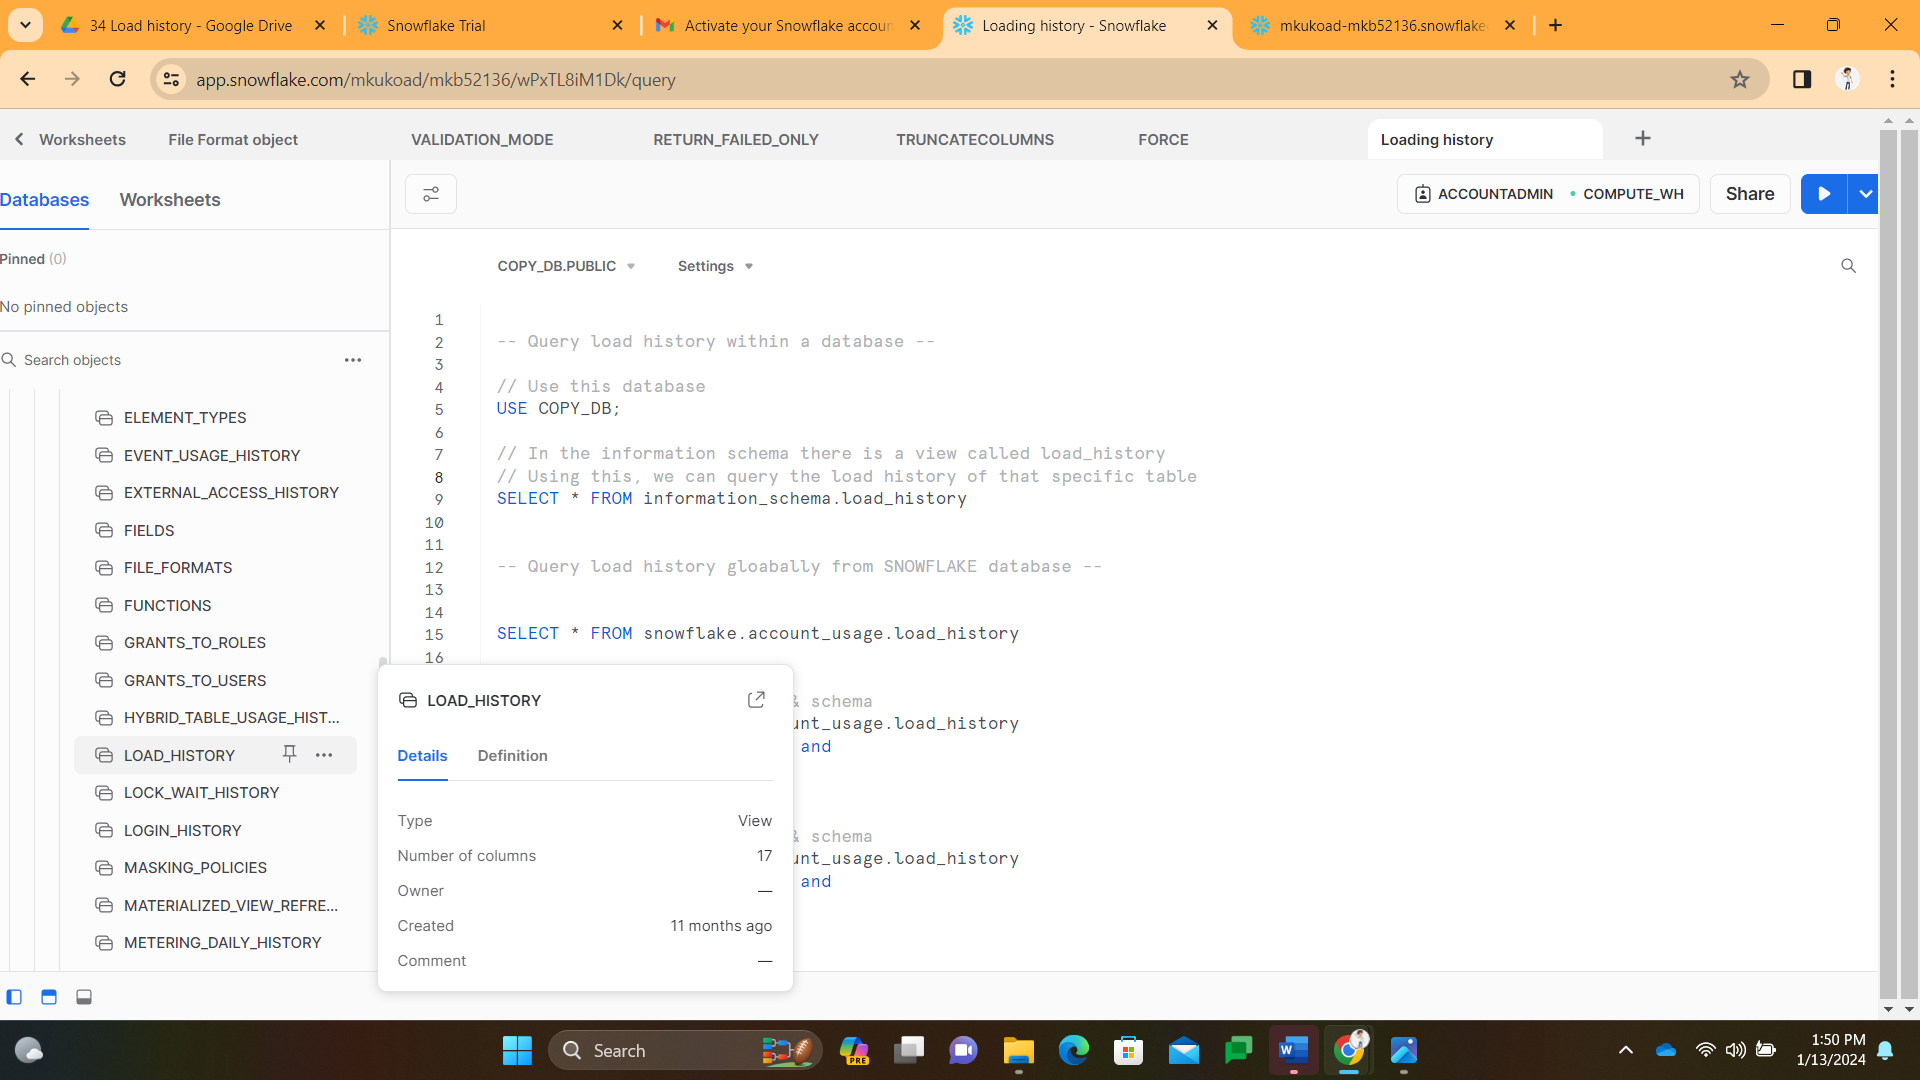 34 Load history - Google Drive
Snowflake Trial
Activate your Snowflake accoun
Loading history - Snowflake
mkukoad-mkb52136.snowflake
app.snowflake.com/mkukoad/mkb52136/wPxTL8iM1Dk/query
Worksheets
File Format object
VALIDATION_MODE
RETURN_FAILED_ONLY
TRUNCATECOLUMNS
FORCE
Loading history
Databases
Worksheets
ACCOUNTADMIN
COMPUTE_WH
Share
Pinned (0)
No pinned objects
Search objects
ELEMENT_TYPES
EVENT_USAGE_HISTORY
EXTERNAL_ACCESS_HISTORY
FIELDS
FILE_FORMATS
FUNCTIONS
GRANTS_TO_ROLES
GRANTS_TO_USERS
HYBRID_TABLE_USAGE_HIST...
LOAD_HISTORY
LOCK_WAIT_HISTORY
LOGIN_HISTORY
MASKING_POLICIES
MATERIALIZED_VIEW_REFRE...
METERING_DAILY_HISTORY
COPY_DB.PUBLIC
Settings
1
2 -- Query load history within a database --
3
4 // Use this database
5 USE COPY_DB;
6
7 // In the information schema there is a view called load_history
8 // Using this, we can query the load history of that specific table
9 SELECT * FROM information_schema.load_history
10
11
12 -- Query load history gloabally from SNOWFLAKE database --
13
14
15 SELECT * FROM snowflake.account_usage.load_history
16
& schema
unt_usage.load_history
and
& schema
unt_usage.load_history
and
LOAD_HISTORY
Details
Definition
Type View
Number of columns 17
Owner —
Created 11 months ago
Comment —
Search
PRE
1:50 PM
1/13/2024